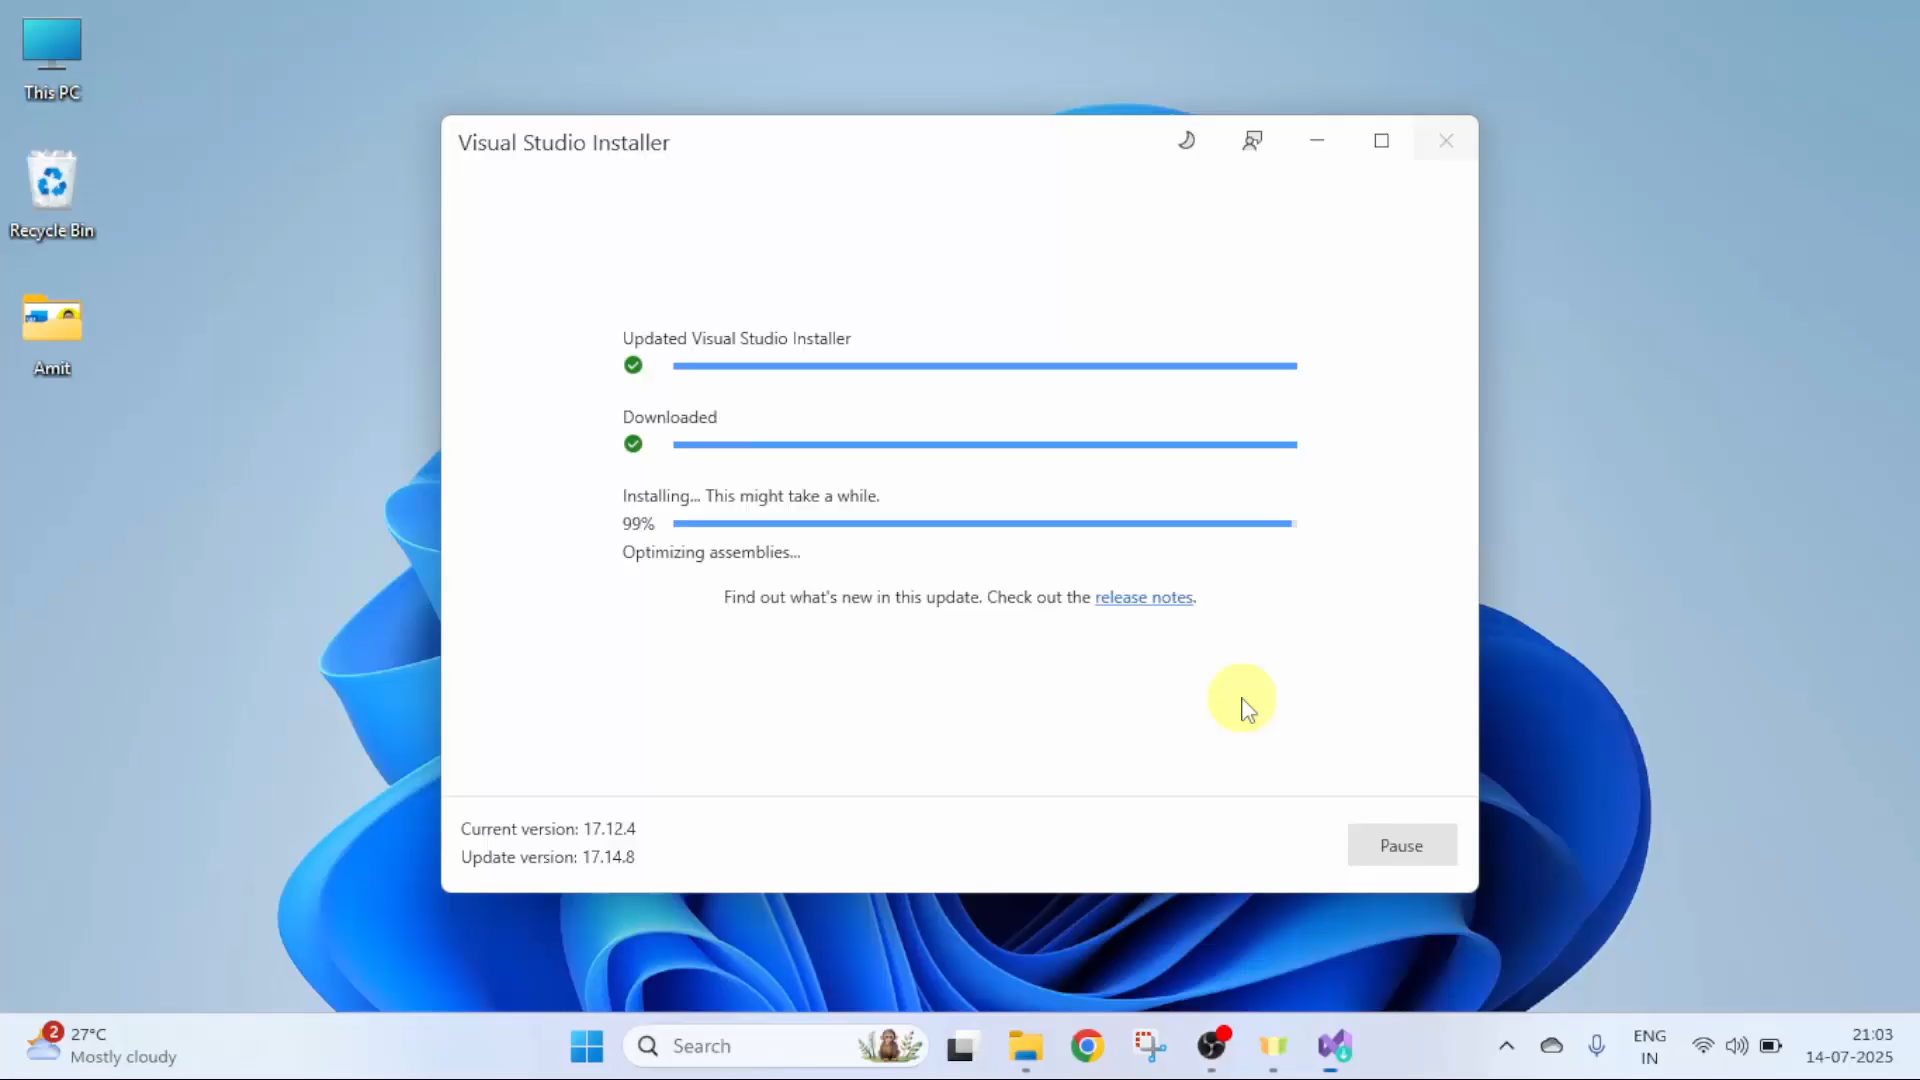 This PC
Recycle Bin
Amit
Visual Studio Installer
Updated Visual Studio Installer
Downloaded
Installing... This might take a while.
99%
Optimizing assemblies...
Find out what's new in this update. Check out the release notes.
Current version: 17.12.4
Update version: 17.14.8
Pause
2
27°C
Mostly cloudy
Search
ENG
IN
21:03
14-07-2025